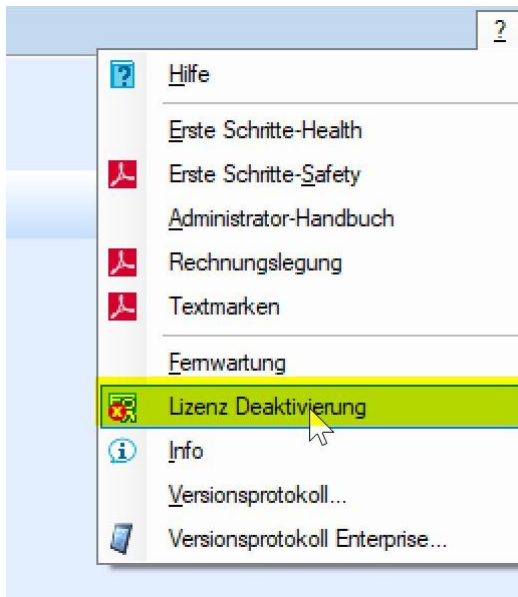 ?
Hilfe
Erste Schritte-Health
Erste Schritte-Safety
Administrator-Handbuch
Rechnungslegung
Textmarken
Fernwartung
Lizenz Deaktivierung
Info
Versionsprotokoll...
Versionsprotokoll Enterprise...